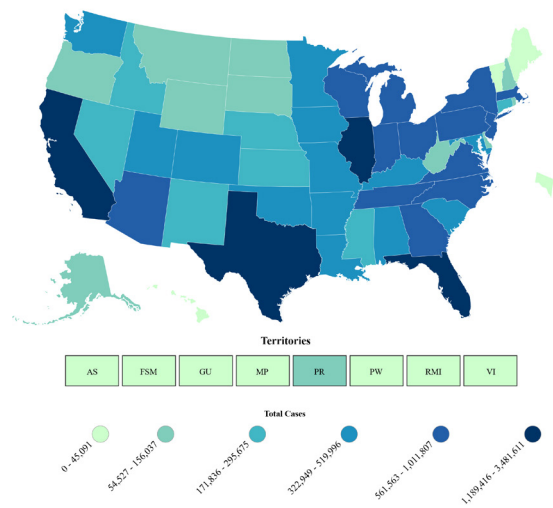 Territories
AS FSM GU MP PR PW RMI VI
Total Cases
0 - 45,091
54,527 - 156,037
171,836 - 295,675
322,949 - 519,996
561,563 - 1,011,807
1,189,416 - 3,481,611